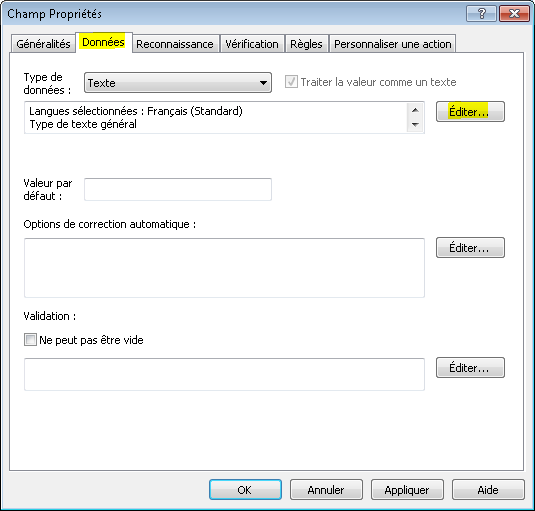 Champ Propriétés
Généralités Données Reconnaissance Vérification Règles Personnaliser une action
Type de données : Texte Traiter la valeur comme un texte
Langues sélectionnées : Français (Standard)
Type de texte général
Éditer...
Valeur par défaut :
Options de correction automatique :
Éditer...
Validation :
Ne peut pas être vide
Éditer...
OK Annuler Appliquer Aide